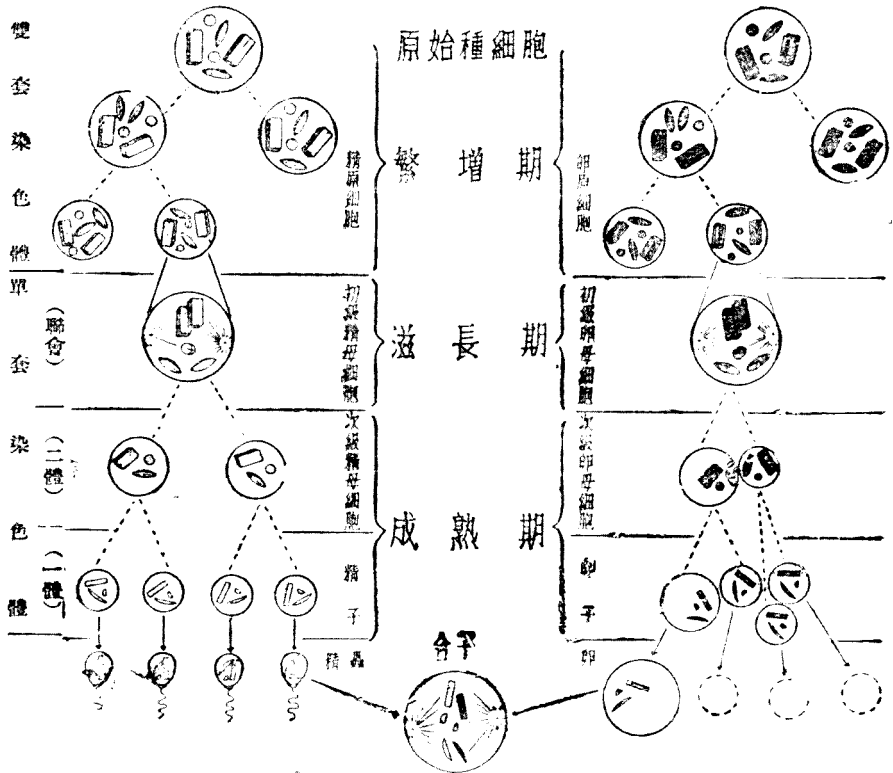 雙套染色體
單套染色體
(聯會)
(二體)
(一體)
原始種細胞
繁增期
滋長期
成熟期
精原細胞
初級精母細胞
次級精母細胞
精子
精蟲
合子
卵原細胞
初級卵母細胞
次級卵母細胞
卵子
卵